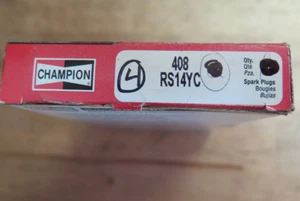 CHAMPION
4
408
RS14YC
Qty.
Qté
Pza.
Spark Plugs
Bougies
Bujías